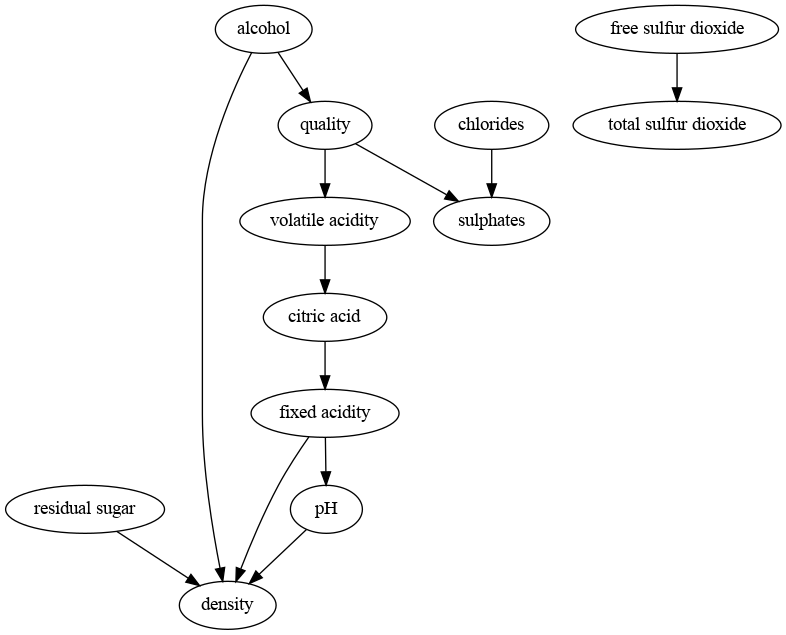 alcohol
free sulfur dioxide
quality
chlorides
total sulfur dioxide
volatile acidity
sulphates
citric acid
fixed acidity
residual sugar
pH
density